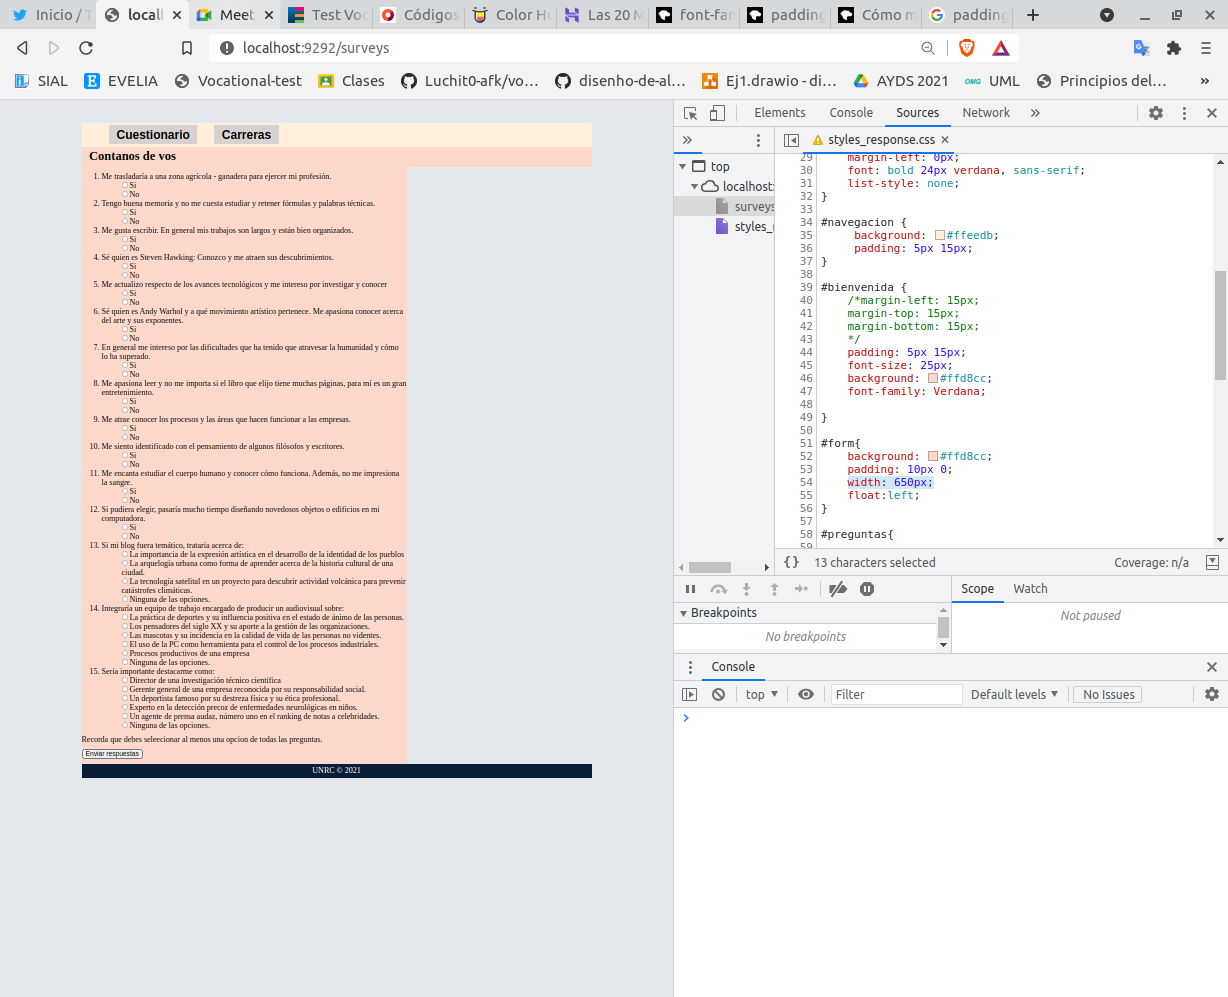 Inicio / T
local
Meet
Test Voc
Códigos
Color Hu
Las 20 M
font-fam
padding
Cómo m
padding
localhost:9292/surveys
SIAL
EVELIA
Vocational-test
Clases
Luchit0-afk/vo...
disenho-de-al...
Ej1.drawio - di...
AYDS 2021
UML
Principios del...
»
Cuestionario
Carreras
Contanos de vos
1. Me trasladaría a una zona agrícola - ganadera para ejercer mi profesión.
Si
No
2. Tengo buena memoria y no me cuesta estudiar y retener fórmulas y palabras técnicas.
Si
No
3. Me gusta escribir. En general mis trabajos son largos y están bien organizados.
Si
No
4. Sé quien es Steven Hawking: Conozco y me atraen sus descubrimientos.
Si
No
5. Me actualizo respecto de los avances tecnológicos y me intereso por investigar y conocer
Si
No
6. Sé quien es Andy Warhol y a qué movimiento artístico pertenece. Me apasiona conocer acerca
del arte y sus exponentes.
Si
No
7. En general me intereso por las dificultades que ha tenido que atravesar la humanidad y cómo
lo ha superado.
Si
No
8. Me apasiona leer y no me importa si el libro que elijo tiene muchas páginas, para mí es un gran
entretenimiento.
Si
No
9. Me atrae conocer los procesos y las áreas que hacen funcionar a las empresas.
Si
No
10. Me siento identificado con el pensamiento de algunos filósofos y escritores.
Si
No
11. Me encanta estudiar el cuerpo humano y conocer cómo funciona. Además, no me impresiona
la sangre.
Si
No
12. Si pudiera elegir, pasaría mucho tiempo diseñando novedosos objetos o edificios en mi
computadora.
Si
No
13. Si mi blog fuera temático, trataría acerca de:
La importancia de la expresión artística en el desarrollo de la identidad de los pueblos
La arquelogía urbana como forma de aprender acerca de la historia cultural de una
ciudad.
La tecnología satelital en un proyecto para descubrir actividad volcánica para prevenir
catástrofes climáticas.
Ninguna de las opciones.
14. Integraría un equipo de trabajo encargado de producir un audiovisual sobre:
La práctica de deportes y su influencia positiva en el estado de ánimo de las personas.
Los pensadores del siglo XX y su aporte a la gestión de las organizaciones.
Las mascotas y su incidencia en la calidad de vida de las personas no videntes.
El uso de la PC como herramienta para el control de los procesos industriales.
Procesos productivos de una empresa
Ninguna de las opciones.
15. Sería importante destacarme como:
Director de una investigación técnico científica
Gerente general de una empresa reconocida por su responsabilidad social.
Un deportista famoso por su destreza física y su ética profesional.
Experto en la detección precoz de enfermedades neurológicas en niños.
Un agente de prensa audaz, número uno en el ranking de notas a celebridades.
Ninguna de las opciones.
Recorda que debes seleecionar al menos una opcion de todas las preguntas.
Enviar respuestas
UNRC © 2021
Elements
Console
Sources
Network
»
»
styles_response.css
top
localhost:
surveys
styles_r
29 margin-left: 0px;
30 font: bold 24px verdana, sans-serif;
31 list-style: none;
32 }
33
34 #navegacion {
35 background: #ffeedb;
36 padding: 5px 15px;
37 }
38
39 #bienvenida {
40 /*margin-left: 15px;
41 margin-top: 15px;
42 margin-bottom: 15px;
43 */
44 padding: 5px 15px;
45 font-size: 25px;
46 background: #ffd8cc;
47 font-family: Verdana;
48
49 }
50
51 #form{
52 background: #ffd8cc;
53 padding: 10px 0;
54 width: 650px;
55 float:left;
56 }
57
58 #preguntas{
59
{} 13 characters selected
Coverage: n/a
Breakpoints
No breakpoints
Scope
Watch
Not paused
Console
top
Filter
Default levels
No Issues